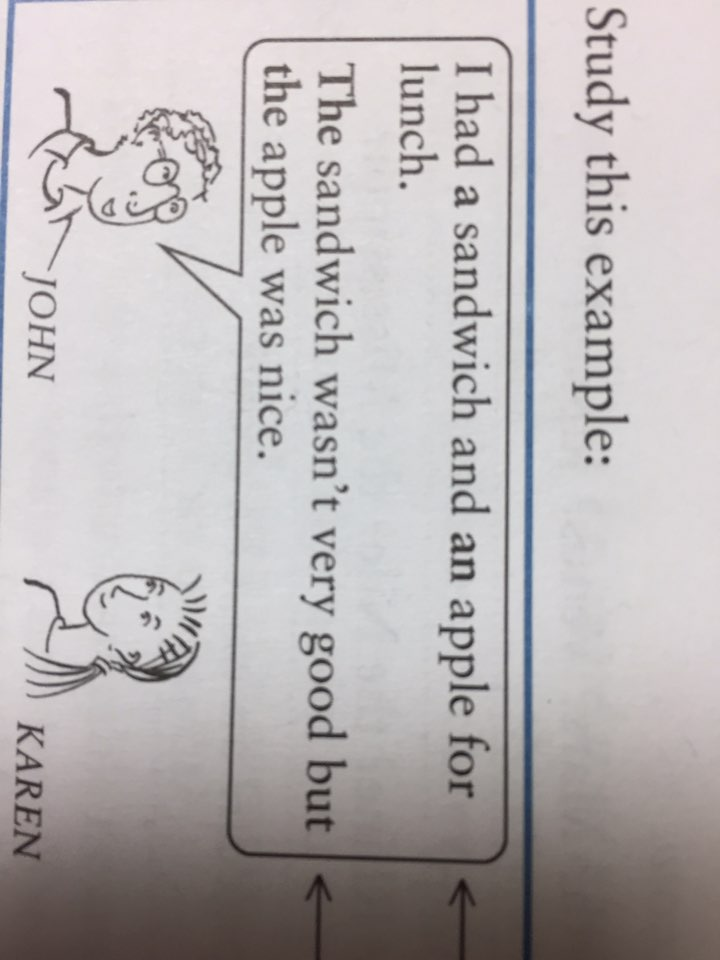 Study this example:
I had a sandwich and an apple for
lunch.
The sandwich wasn't very good but
the apple was nice.
JOHN
KAREN